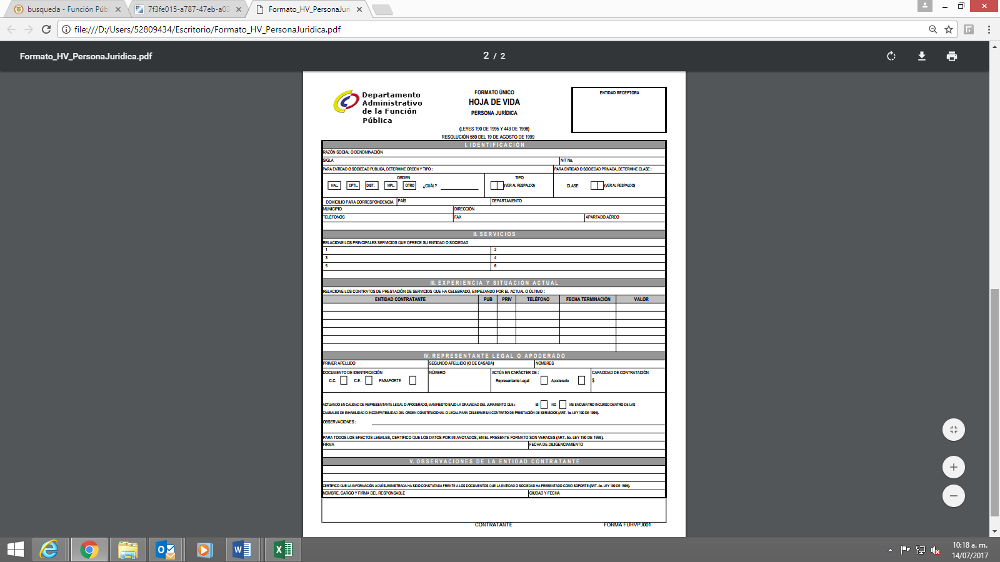 busqueda - Función Púb
7f3fe015-a787-47eb-a03
Formato_HV_PersonaJuri
file:///D:/Users/52809434/Escritorio/Formato_HV_PersonaJuridica.pdf
Formato_HV_PersonaJuridica.pdf
2 / 2
Departamento
Administrativo
de la Función
Pública
FORMATO ÚNICO
HOJA DE VIDA
PERSONA JURÍDICA
(LEYES 190 DE 1995 Y 443 DE 1998)
RESOLUCIÓN 580 DEL 19 DE AGOSTO DE 1999
ENTIDAD RECEPTORA
I. IDENTIFICACIÓN
RAZÓN SOCIAL O DENOMINACIÓN
SIGLA NIT No.
PARA ENTIDAD O SOCIEDAD PÚBLICA, DETERMINE ORDEN Y TIPO : PARA ENTIDAD O SOCIEDAD PRIVADA, DETERMINE CLASE :
ORDEN TIPO
NAL. DPTL. DIST. MPL. OTRO ¿CUÁL? (VER AL RESPALDO) CLASE (VER AL RESPALDO)
DOMICILIO PARA CORRESPONDENCIA PAÍS DEPARTAMENTO
MUNICIPIO DIRECCIÓN
TELÉFONOS FAX APARTADO AÉREO
II. SERVICIOS
RELACIONE LOS PRINCIPALES SERVICIOS QUE OFRECE SU ENTIDAD O SOCIEDAD
1 2
3 4
5 6
III. EXPERIENCIA Y SITUACIÓN ACTUAL
RELACIONE LOS CONTRATOS DE PRESTACIÓN DE SERVICIOS QUE HA CELEBRADO, EMPEZANDO POR EL ACTUAL O ÚLTIMO :
ENTIDAD CONTRATANTE PUB PRIV TELÉFONO FECHA TERMINACIÓN VALOR
IV. REPRESENTANTE LEGAL O APODERADO
PRIMER APELLIDO SEGUNDO APELLIDO (O DE CASADA) NOMBRES
DOCUMENTO DE IDENTIFICACIÓN NÚMERO ACTÚA EN CARÁCTER DE : CAPACIDAD DE CONTRATACIÓN
C.C. C.E. PASAPORTE Representante Legal Apoderado $
ACTUANDO EN CALIDAD DE REPRESENTANTE LEGAL O APODERADO, MANIFIESTO BAJO LA GRAVEDAD DEL JURAMENTO QUE : SI NO ME ENCUENTRO INCURSO DENTRO DE LAS
CAUSALES DE INHABILIDAD O INCOMPATIBILIDAD DEL ORDEN CONSTITUCIONAL O LEGAL PARA CELEBRAR UN CONTRATO DE PRESTACIÓN DE SERVICIOS (ART. 1o. LEY 190 DE 1995).
OBSERVACIONES :
PARA TODOS LOS EFECTOS LEGALES, CERTIFICO QUE LOS DATOS POR MI ANOTADOS, EN EL PRESENTE FORMATO SON VERACES (ART. 5o. LEY 190 DE 1995).
FIRMA FECHA DE DILIGENCIAMIENTO
V. OBSERVACIONES DE LA ENTIDAD CONTRATANTE
CERTIFICO QUE LA INFORMACIÓN AQUÍ SUMINISTRADA HA SIDO CONSTATADA FRENTE A LOS DOCUMENTOS QUE LA ENTIDAD O SOCIEDAD HA PRESENTADO COMO SOPORTE (ART. 4o. LEY 190 DE 1995).
NOMBRE, CARGO Y FIRMA DEL RESPONSABLE CIUDAD Y FECHA
CONTRATANTE FORMA FUHVPJ001
10:18 a. m.
14/07/2017